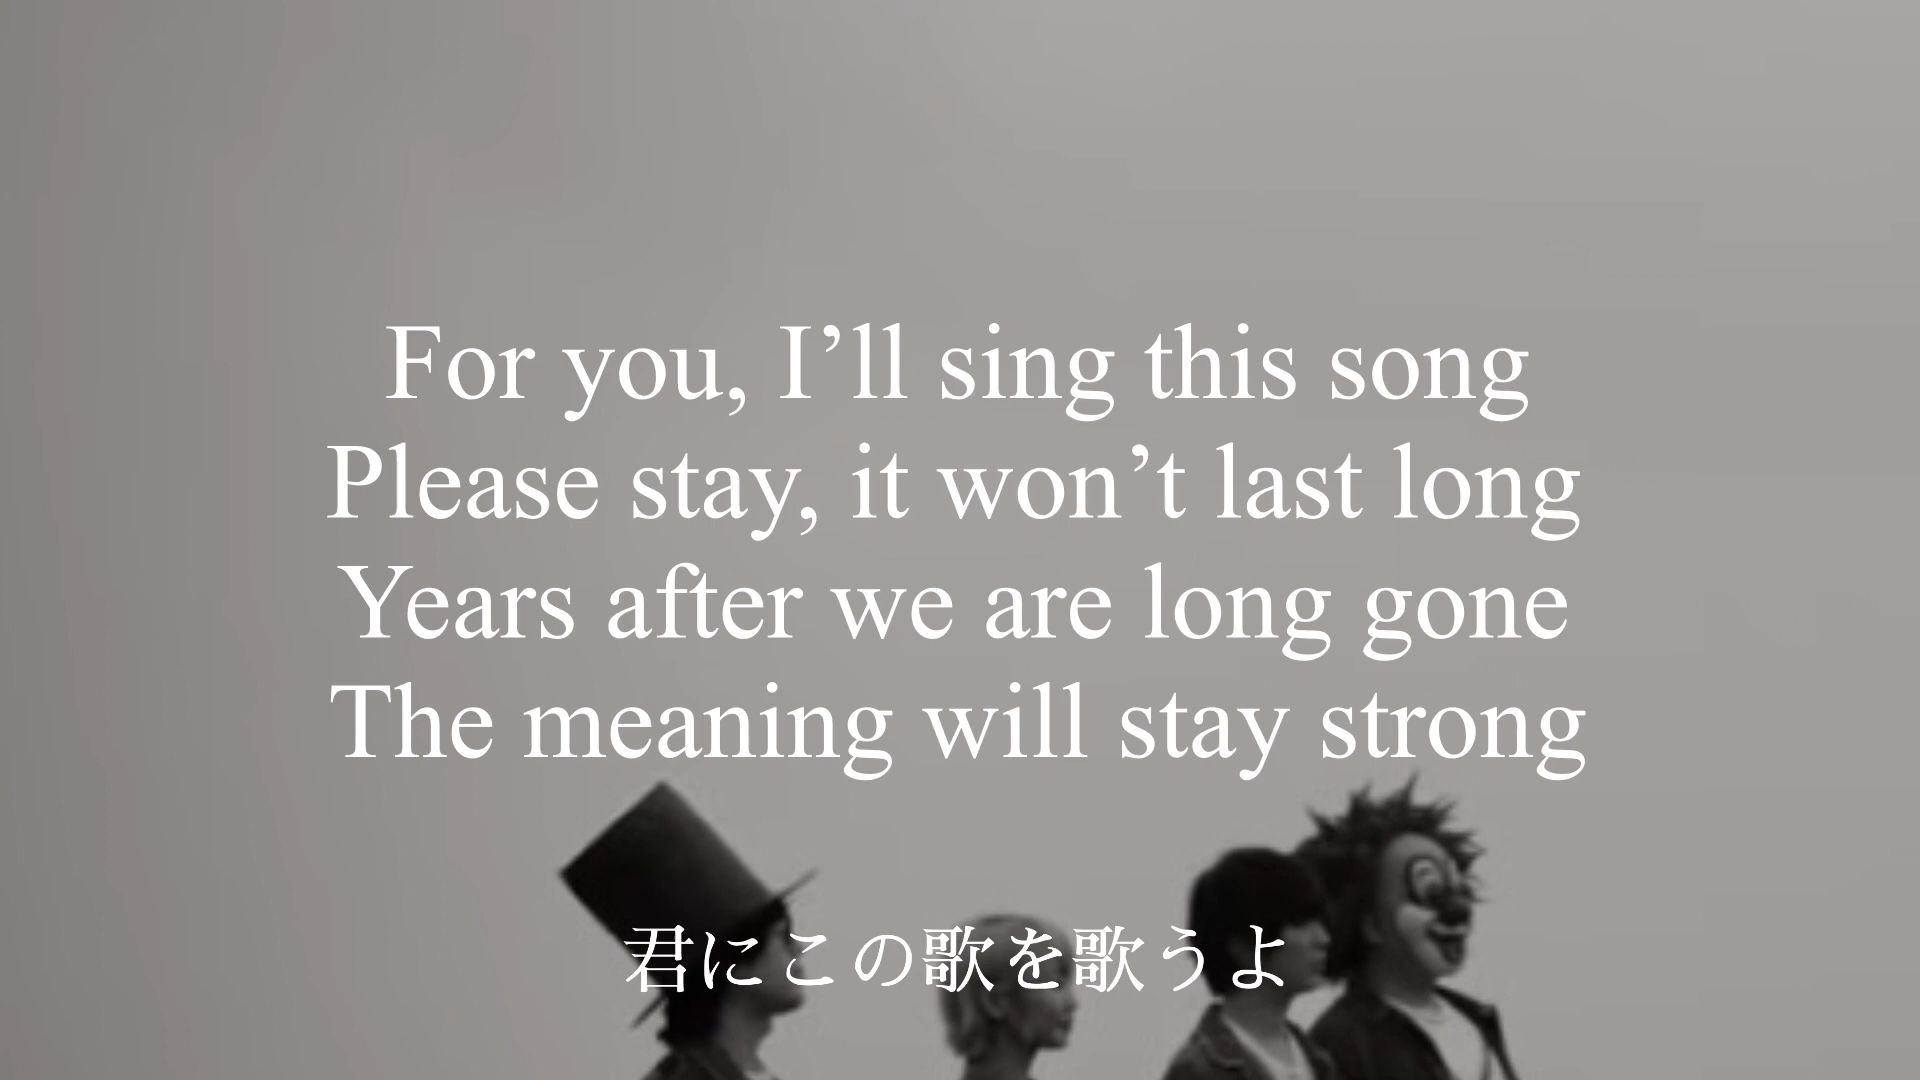 For you, I’ll sing this song
Please stay, it won’t last long
Years after we are long gone
The meaning will stay strong
君にこの歌を歌うよ